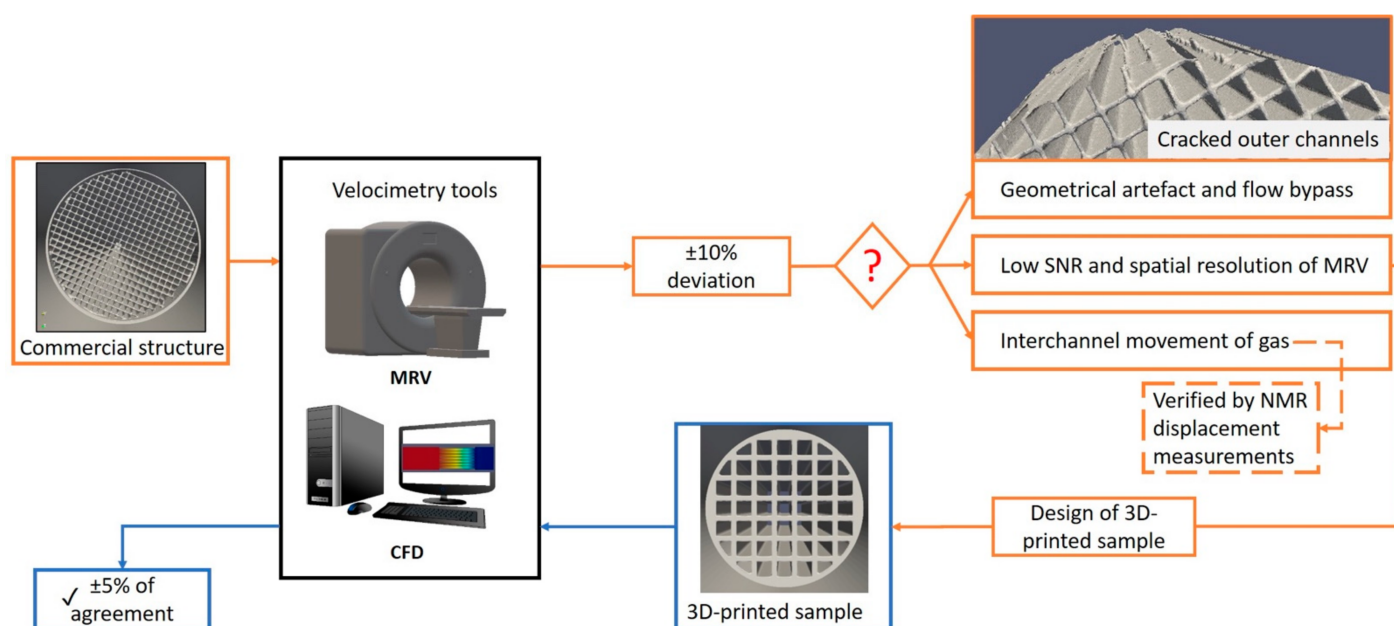 Commercial structure
Velocimetry tools
MRV
CFD
±10%
deviation
?
Cracked outer channels
Geometrical artefact and flow bypass
Low SNR and spatial resolution of MRV
Interchannel movement of gas
Verified by NMR
displacement
measurements
Design of 3D-
printed sample
3D-printed sample
✓ ±5% of
agreement